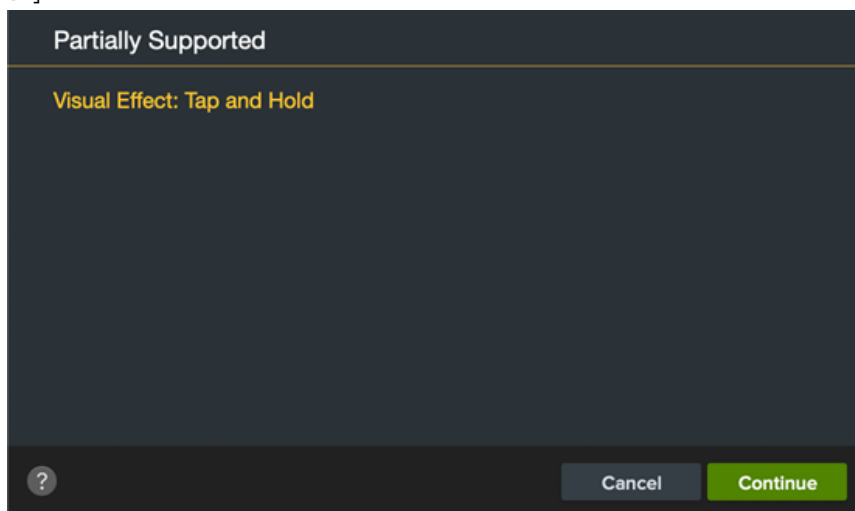 Partially Supported
Visual Effect: Tap and Hold
?
Cancel
Continue